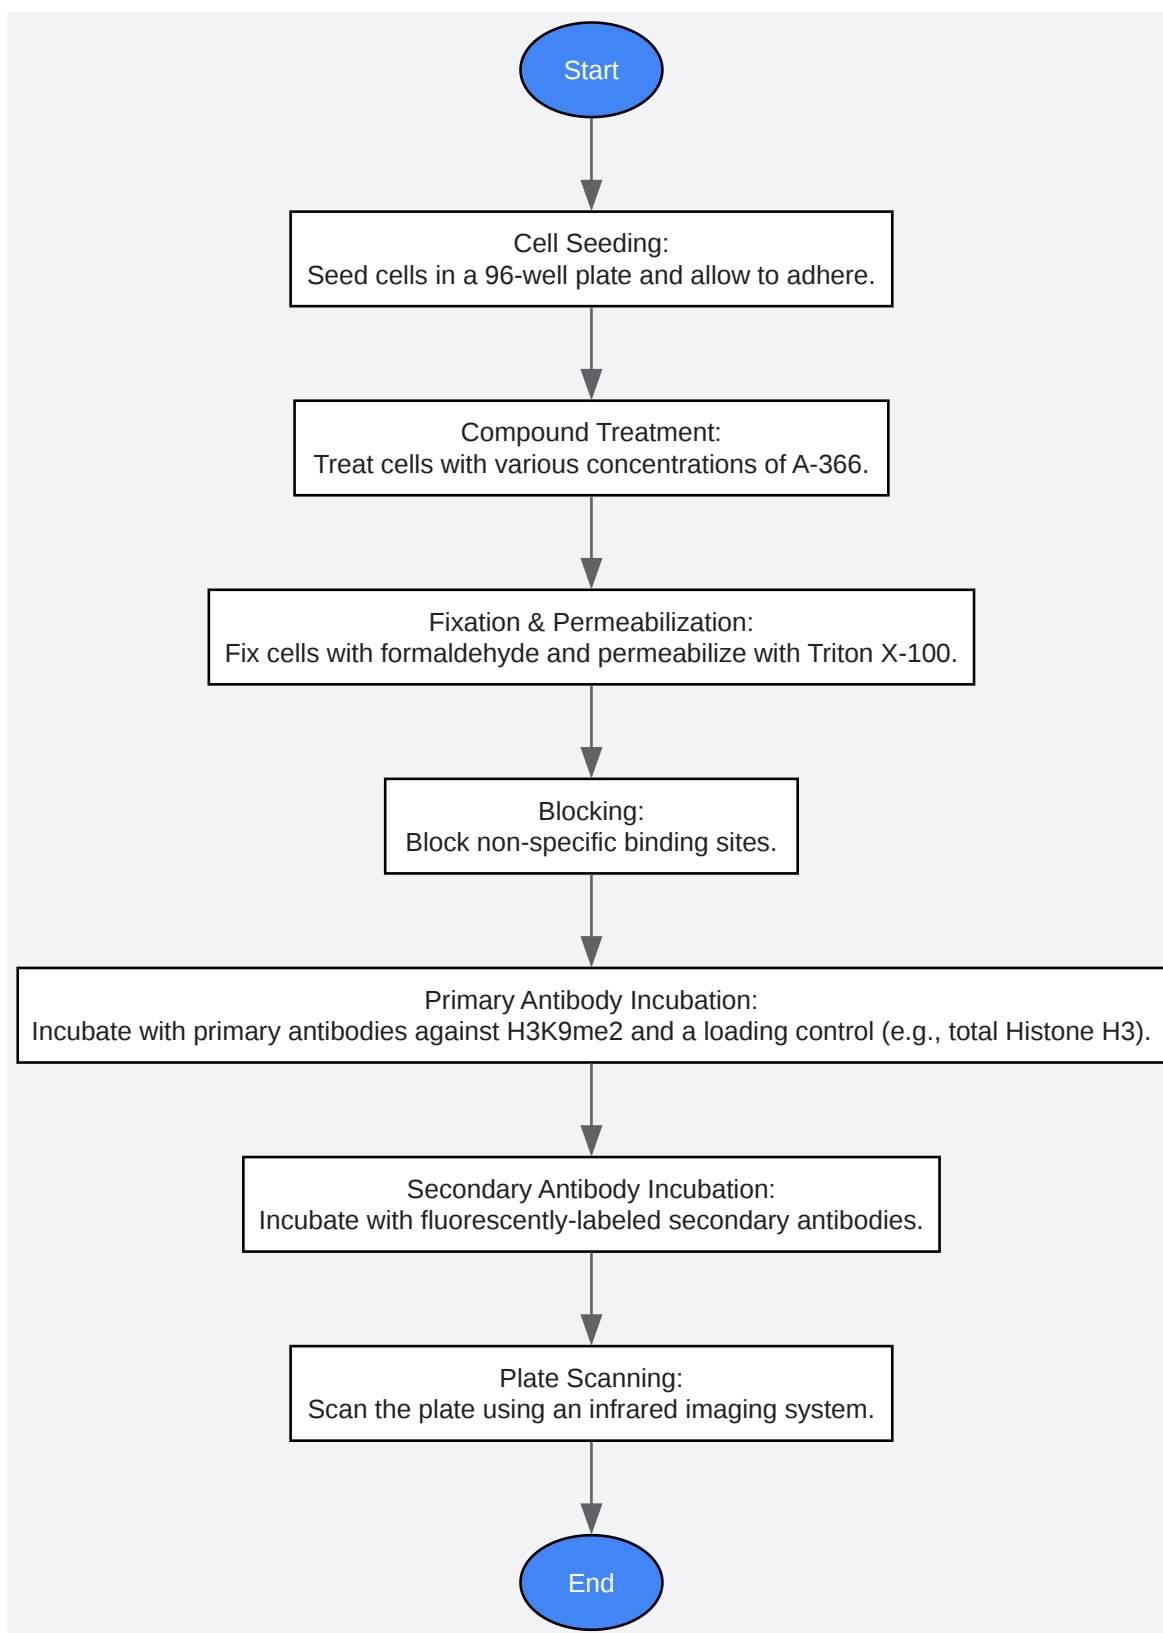 Start
Cell Seeding:
Seed cells in a 96-well plate and allow to adhere.
Compound Treatment:
Treat cells with various concentrations of A-366.
Fixation & Permeabilization:
Fix cells with formaldehyde and permeabilize with Triton X-100.
Blocking:
Block non-specific binding sites.
Primary Antibody Incubation:
Incubate with primary antibodies against H3K9me2 and a loading control (e.g., total Histone H3).
Secondary Antibody Incubation:
Incubate with fluorescently-labeled secondary antibodies.
Plate Scanning:
Scan the plate using an infrared imaging system.
End